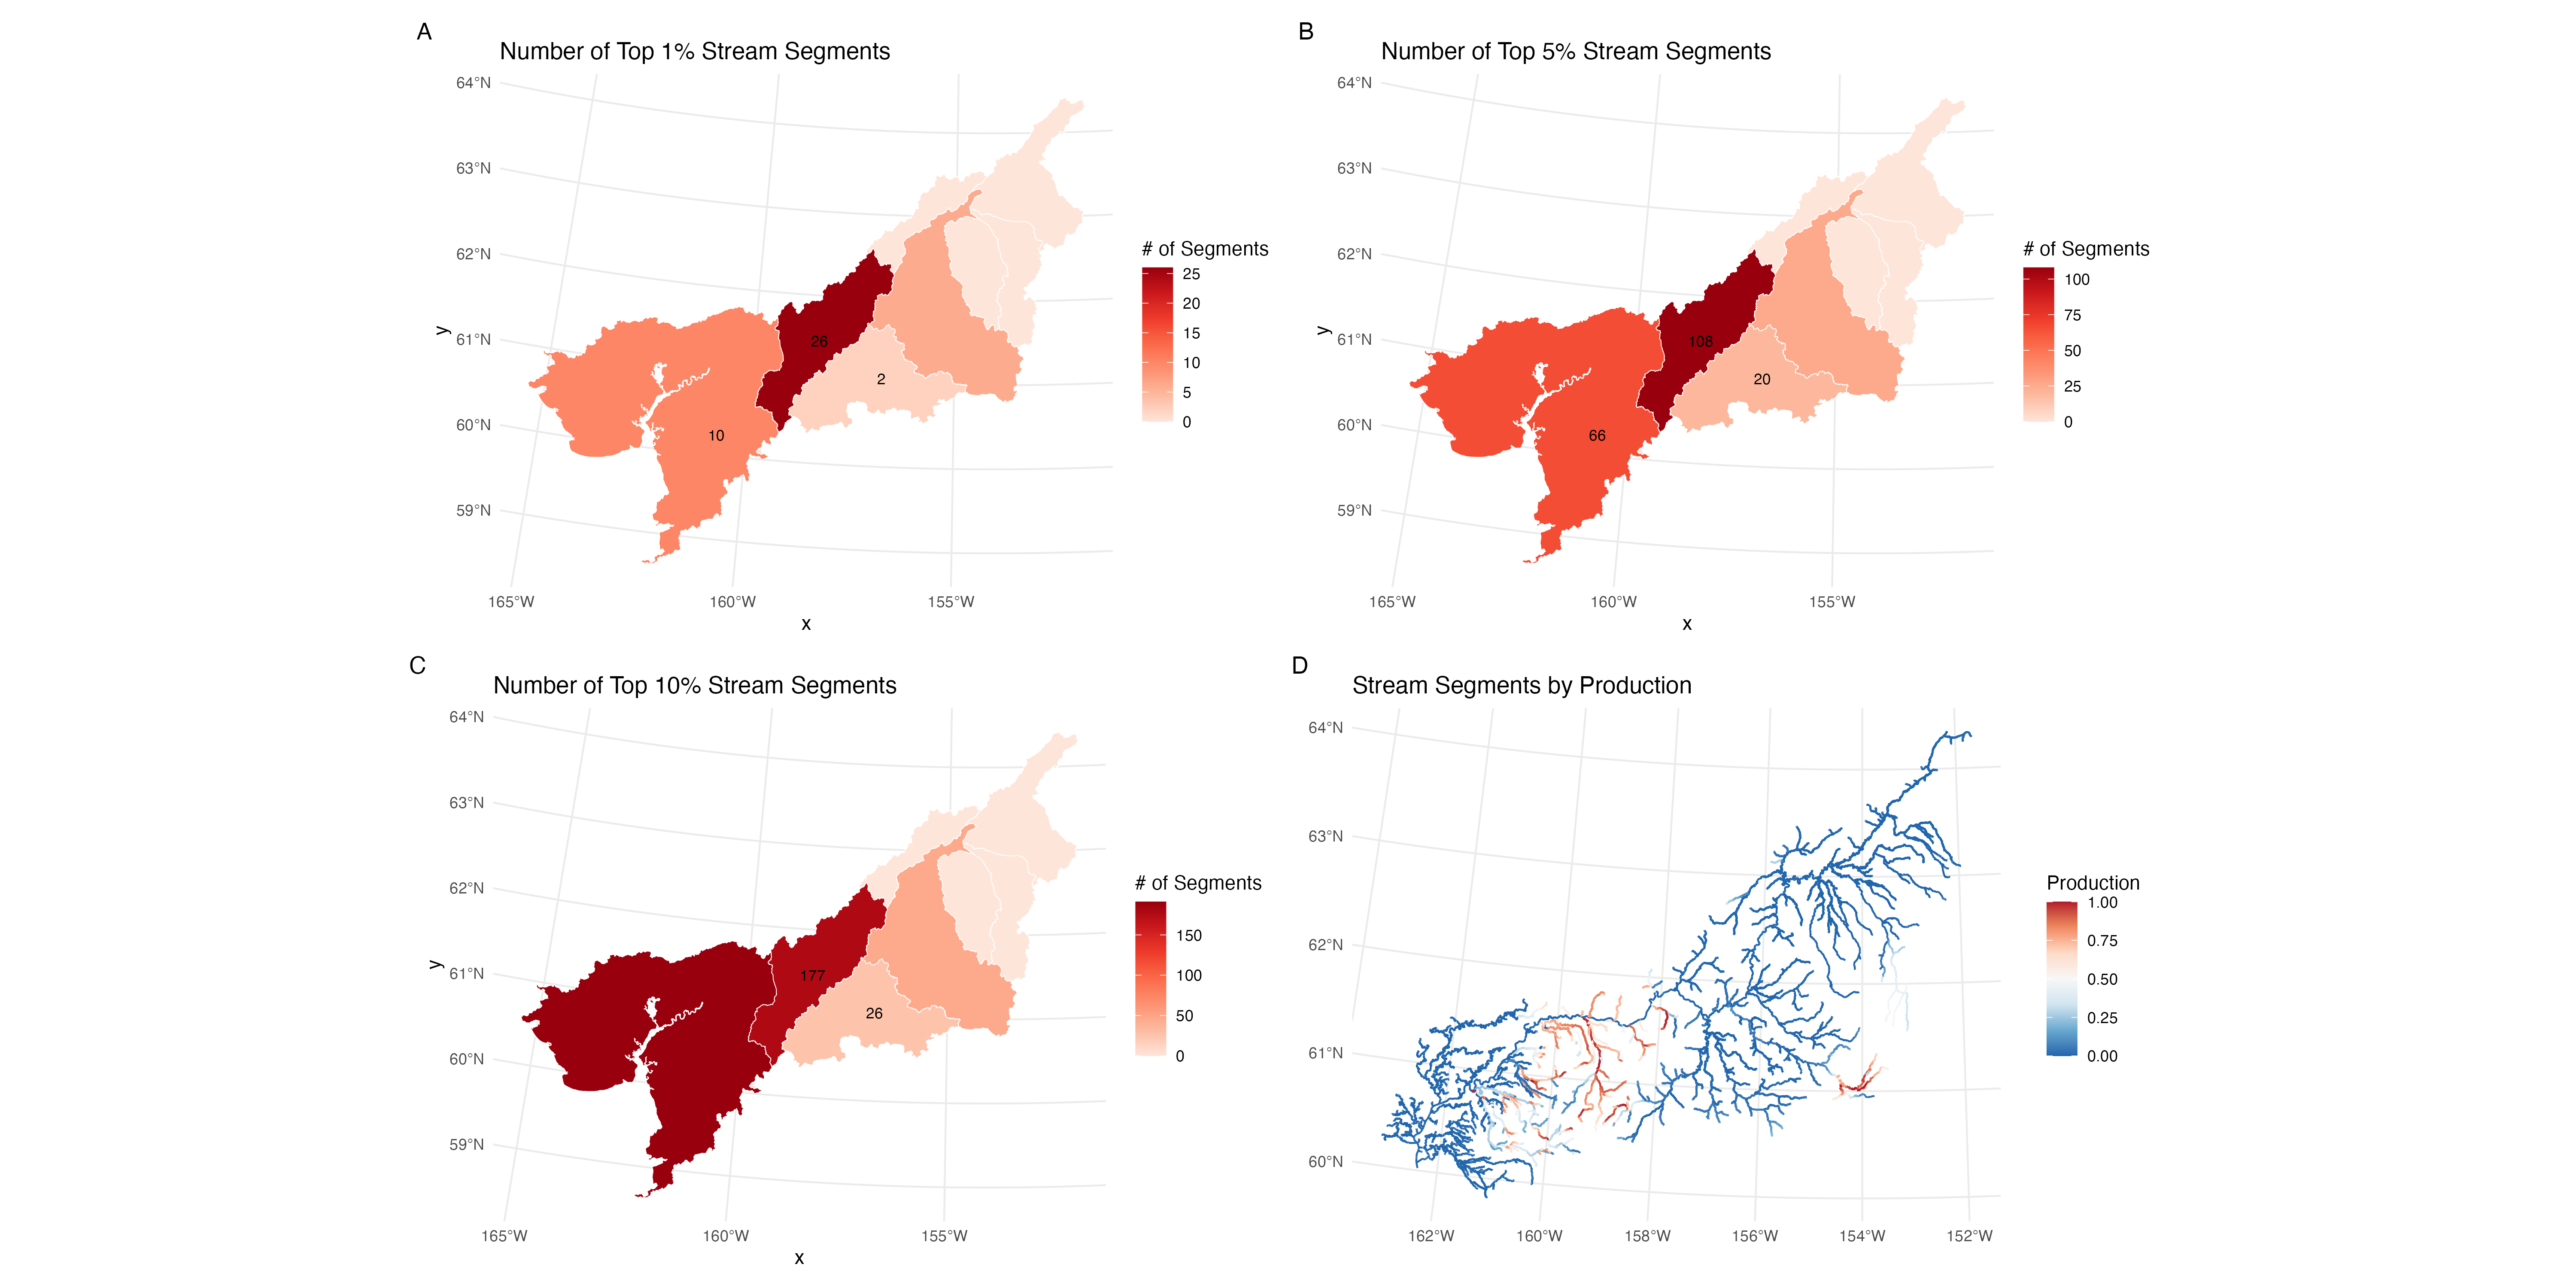 A
Number of Top 1% Stream Segments
64°N
63°N
62°N
61°N
60°N
59°N
y
26
2
10
165°W 160°W 155°W
x
# of Segments
25
20
15
10
5
0
B
Number of Top 5% Stream Segments
64°N
63°N
62°N
61°N
60°N
59°N
y
108
20
66
165°W 160°W 155°W
x
# of Segments
100
75
50
25
0
C
Number of Top 10% Stream Segments
64°N
63°N
62°N
61°N
60°N
59°N
y
177
26
165°W 160°W 155°W
x
# of Segments
150
100
50
0
D
Stream Segments by Production
64°N
63°N
62°N
61°N
60°N
162°W 160°W 158°W 156°W 154°W 152°W
Production
1.00
0.75
0.50
0.25
0.00